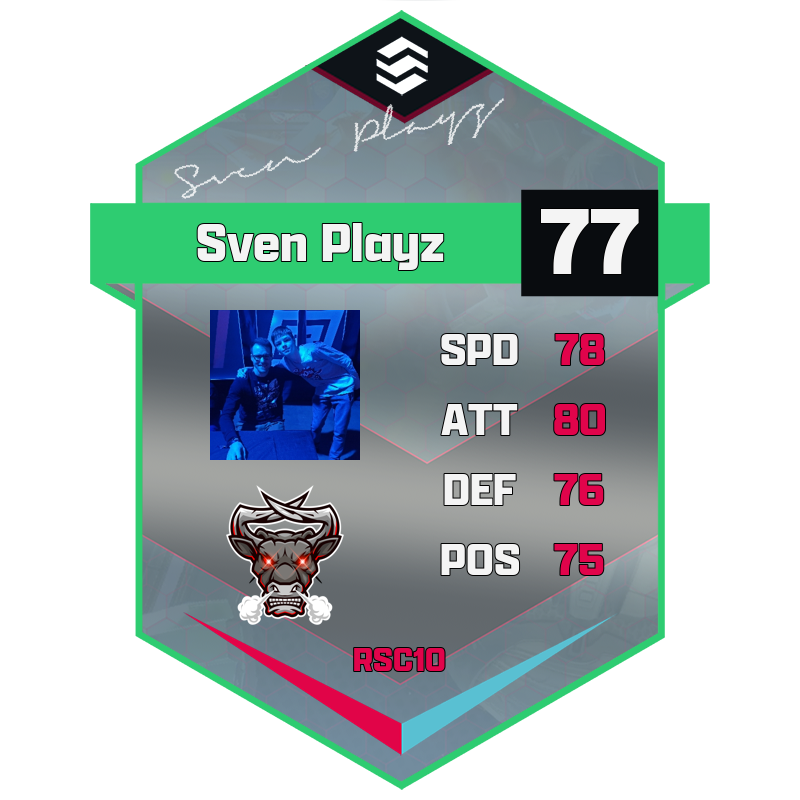 Sven Playz
Sven Playz
77
SPD 78
ATT 80
DEF 76
POS 75
RSC10